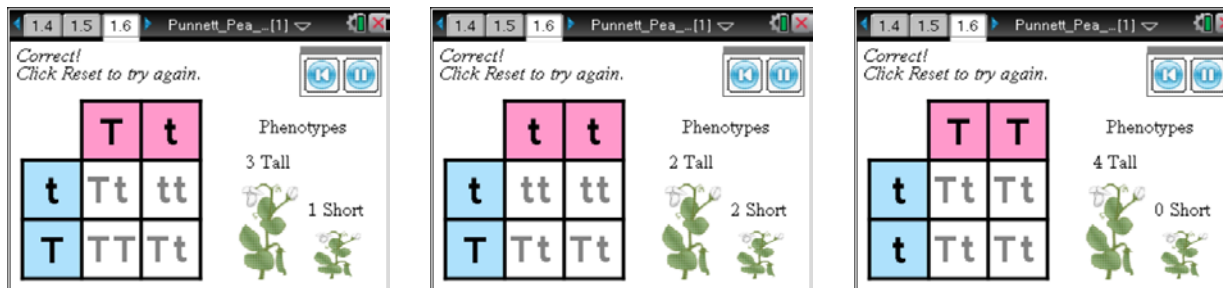 1.4 1.5 1.6 Punnett_Pea_...[1]
Correct!
Click Reset to try again.
T t
Phenotypes
3 Tall
t Tt tt
1 Short
T TT Tt
1.4 1.5 1.6 Punnett_Pea_...[1]
Correct!
Click Reset to try again.
t t
Phenotypes
2 Tall
t tt tt
2 Short
T Tt Tt
1.4 1.5 1.6 Punnett_Pea_...[1]
Correct!
Click Reset to try again.
T T
Phenotypes
4 Tall
t Tt Tt
0 Short
t Tt Tt